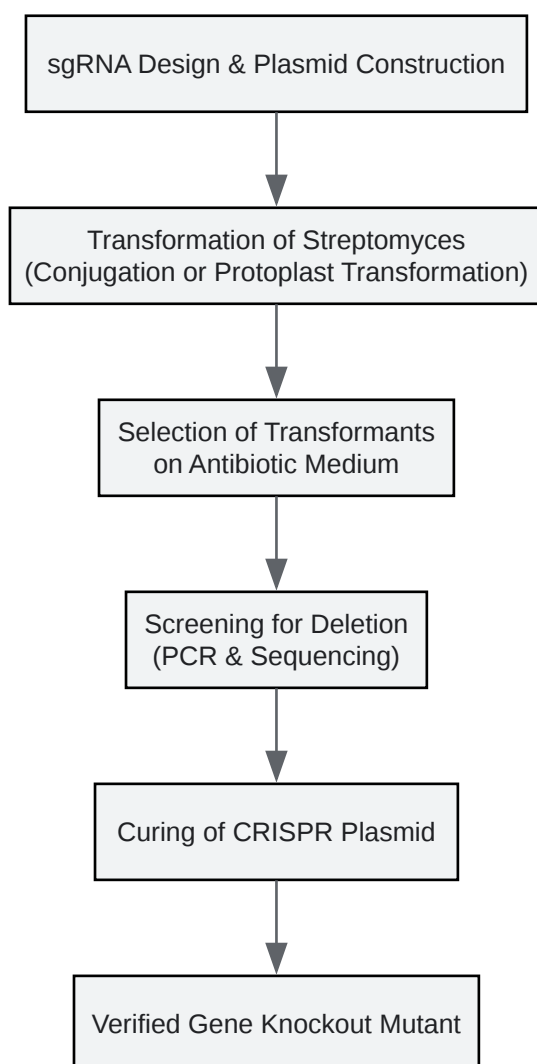 sgRNA Design & Plasmid Construction
Transformation of Streptomyces
(Conjugation or Protoplast Transformation)
Selection of Transformants
on Antibiotic Medium
Screening for Deletion
(PCR & Sequencing)
Curing of CRISPR Plasmid
Verified Gene Knockout Mutant